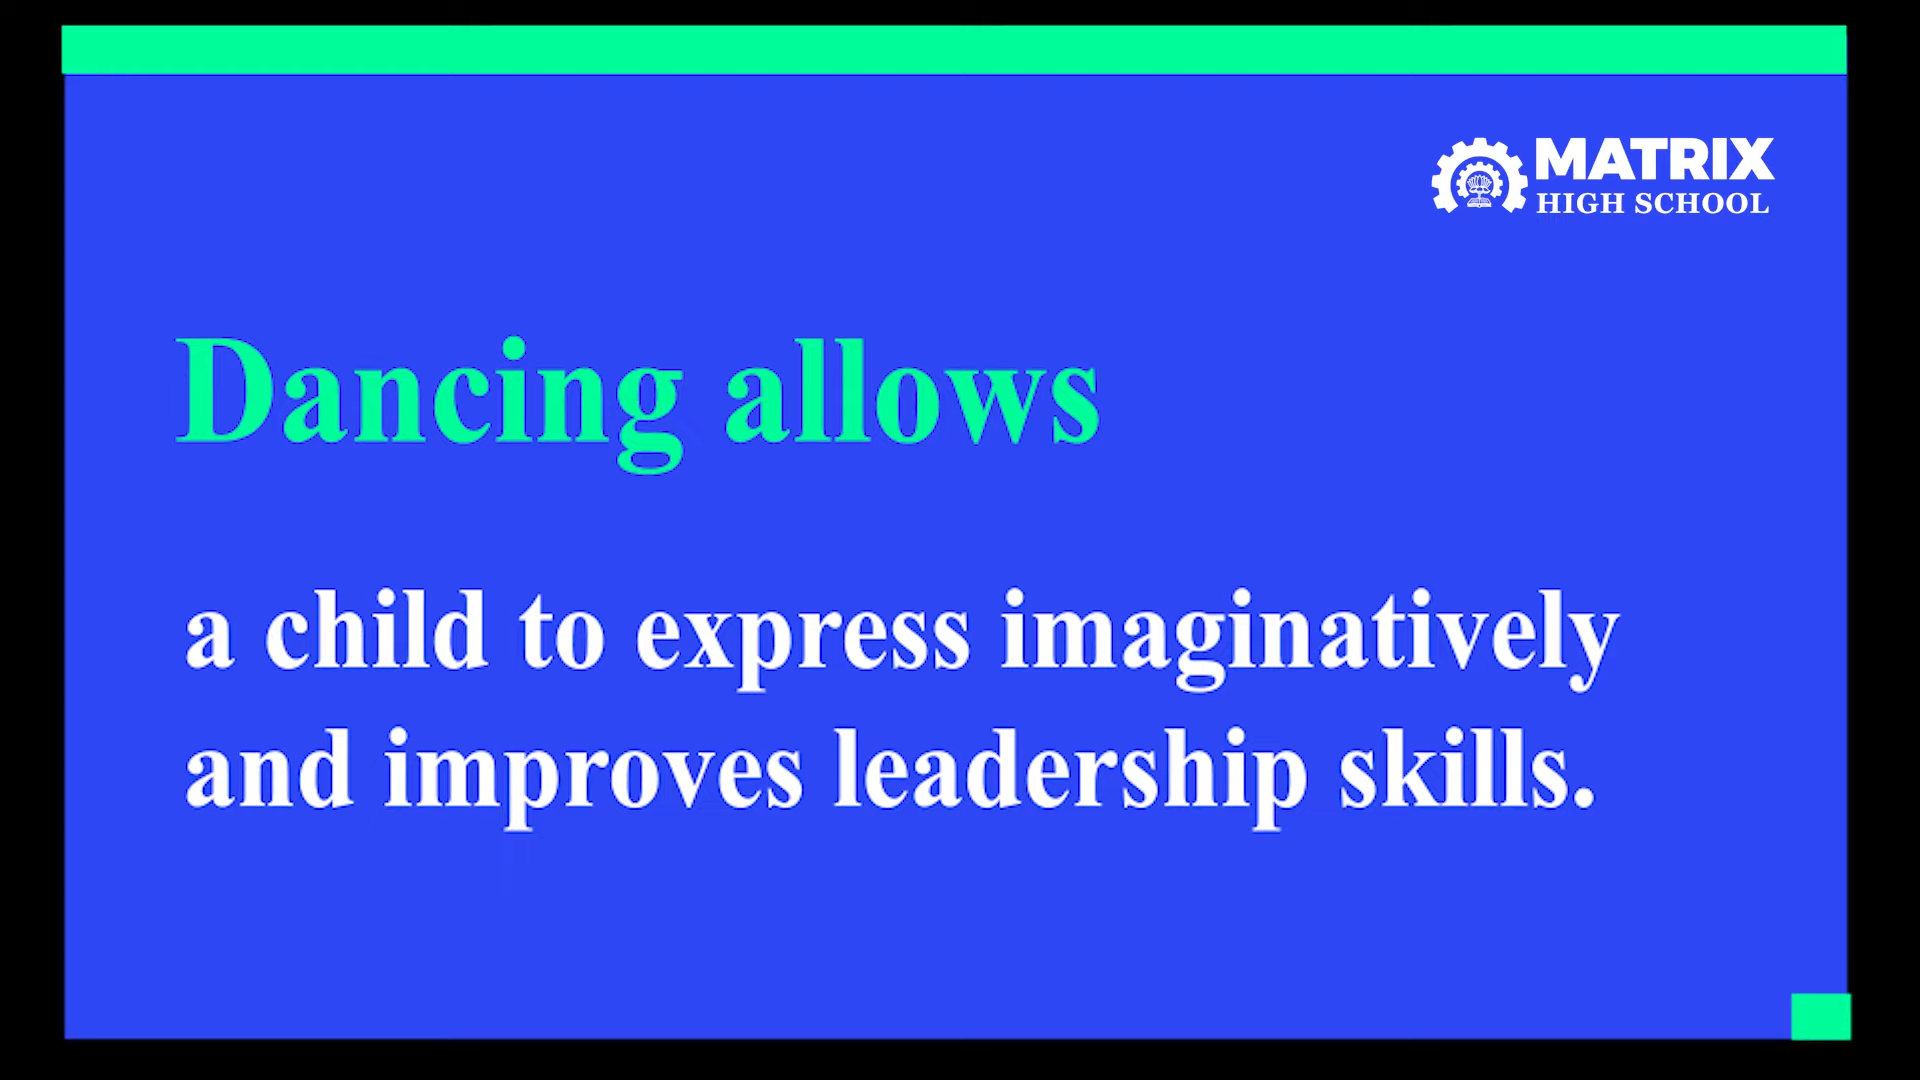 MATRIX
HIGH SCHOOL
Dancing allows
a child to express imaginatively
and improves leadership skills.